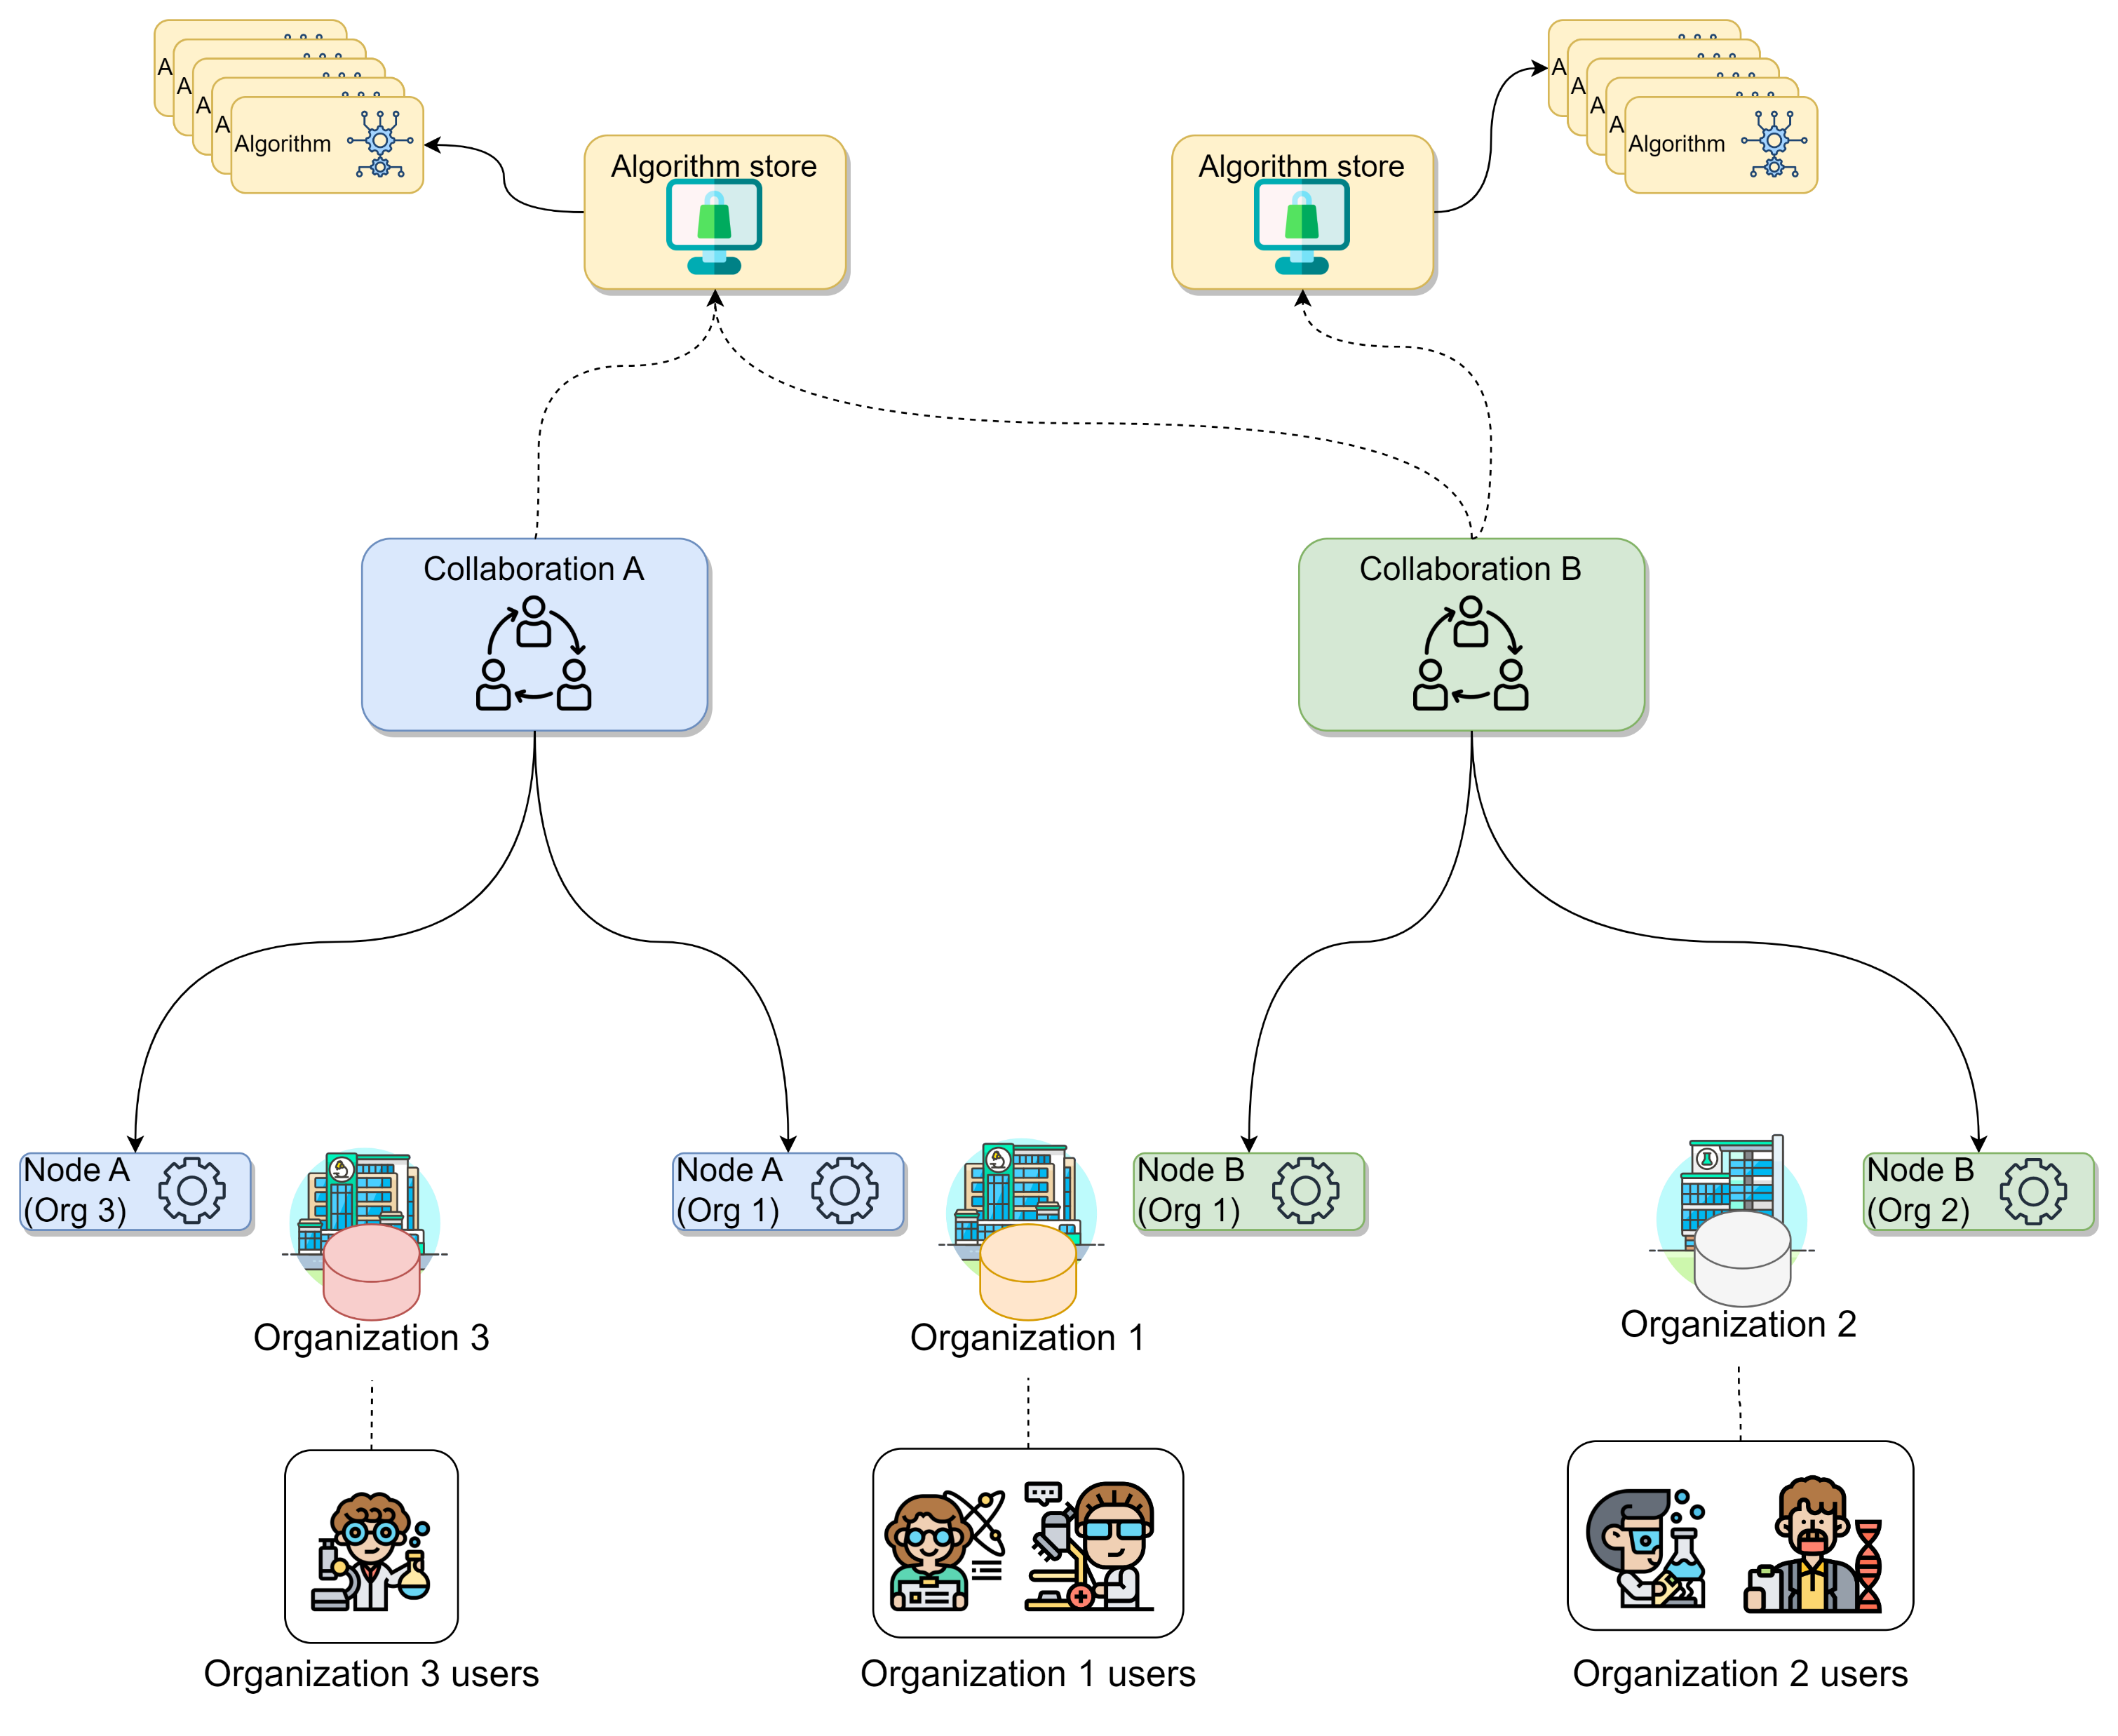 A
A
A
A
Algorithm
A
A
A
A
Algorithm
Algorithm store
Algorithm store
Collaboration A
Collaboration B
Node A
(Org 3)
Node A
(Org 1)
Node B
(Org 1)
Node B
(Org 2)
Organization 3
Organization 1
Organization 2
Organization 3 users
Organization 1 users
Organization 2 users